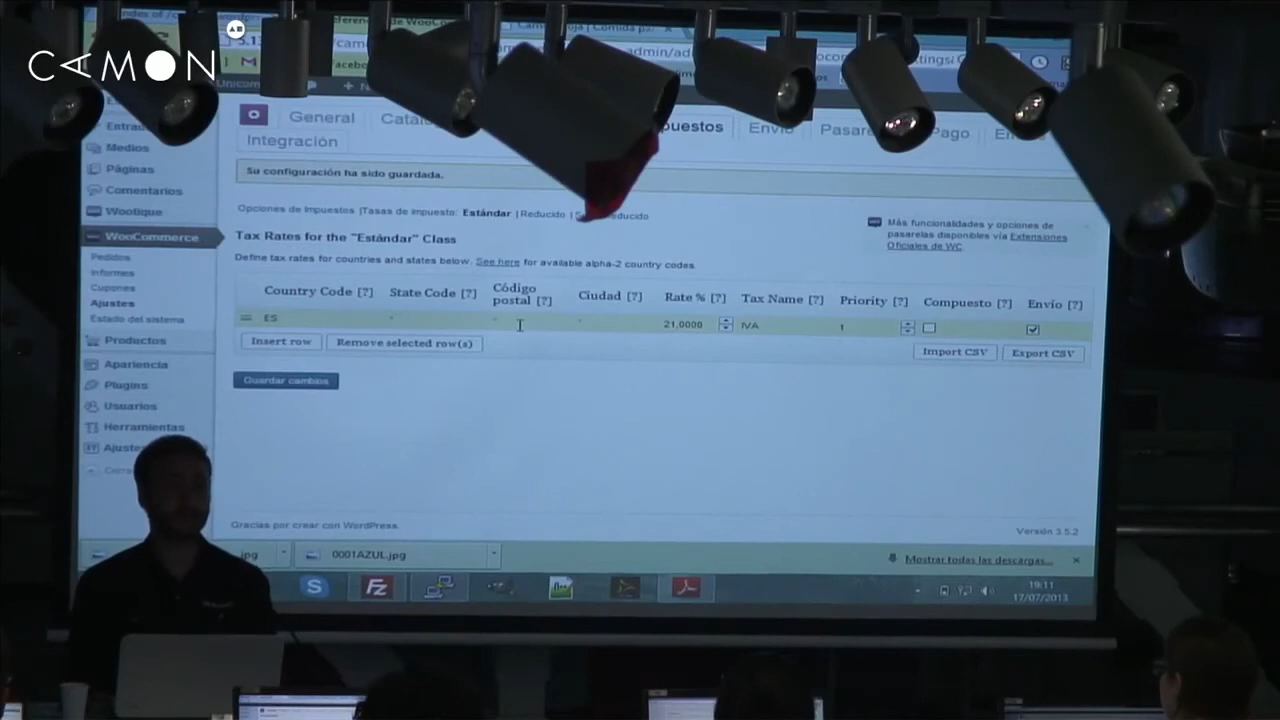 CAMON
General
Pago
Integración
Su configuración ha sido guardada.
Medios
Páginas
Comentarios
Wootique
WooCommerce
Pedidos
Informes
Cupones
Ajustes
Estado del sistema
Productos
Apariencia
Plugins
Usuarios
Herramientas
Opciones de Impuestos | Tasas de impuesto: Estándar | Reducido |
Más funcionalidades y opciones de
pasarelas disponibles vía Extensiones
Oficiales de WC
Tax Rates for the "Estándar" Class
Define tax rates for countries and states below. See here for available alpha-2 country codes.
Country Code [?] State Code [?] Código postal [?] Ciudad [?] Rate % [?] Tax Name [?] Priority [?] Compuesto [?] Envío [?]
ES * * * 21,0000 IVA 1
Insert row Remove selected row(s) Import CSV Export CSV
Guardar cambios
Gracias por crear con WordPress.
Versión 3.5.2
.jpg 0001AZUL.jpg Mostrar todas las descargas...
19:11
17/07/2013